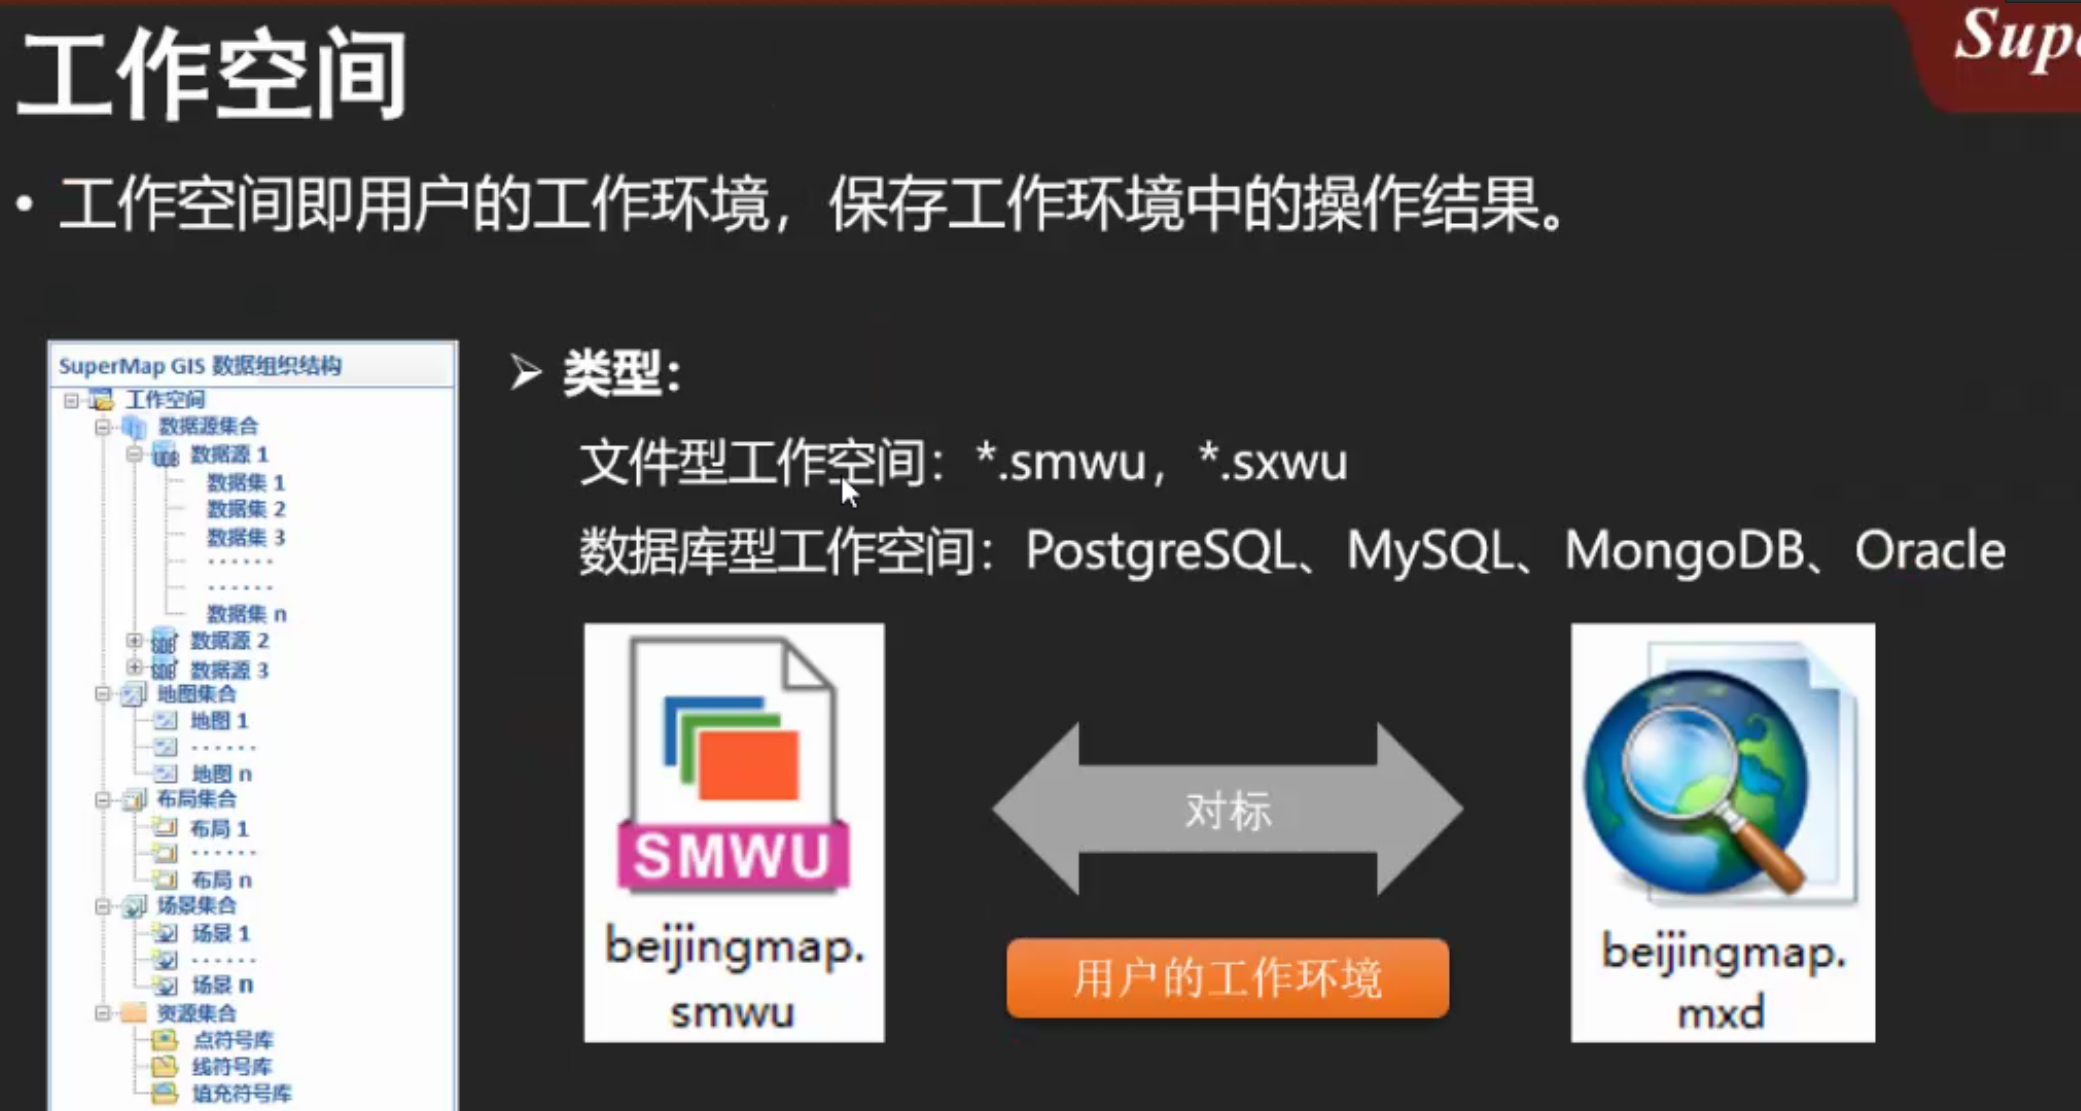 工作空间
Supe
• 工作空间即用户的工作环境，保存工作环境中的操作结果。
SuperMap GIS 数据组织结构
工作空间
数据源集合
UDB 数据源 1
数据集 1
数据集 2
数据集 3
······
······
数据集 n
SDB 数据源 2
SDB 数据源 3
地图集合
地图 1
······
地图 n
布局集合
布局 1
······
布局 n
场景集合
场景 1
······
场景 n
资源集合
点符号库
线符号库
填充符号库
➢ 类型：
文件型工作空间：*.smwu，*.sxwu
数据库型工作空间：PostgreSQL、MySQL、MongoDB、Oracle
SMWU
beijingmap.
smwu
对标
用户的工作环境
beijingmap.
mxd